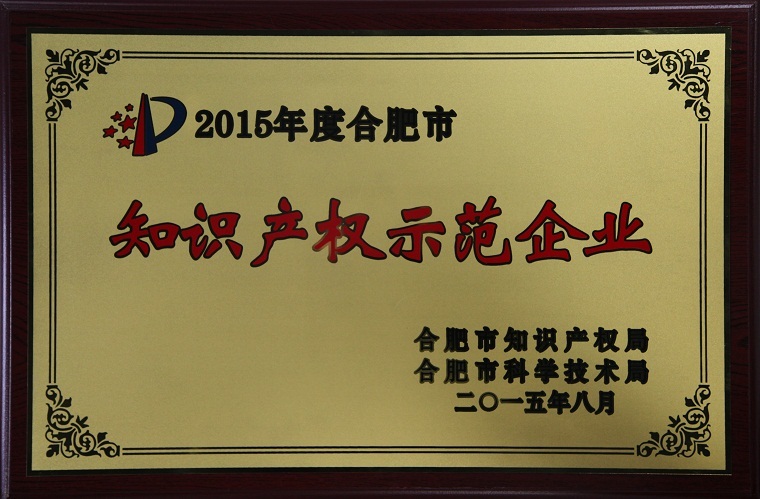 2015年度合肥市
知识产权示范企业
合肥市知识产权局
合肥市科学技术局
二〇一五年八月